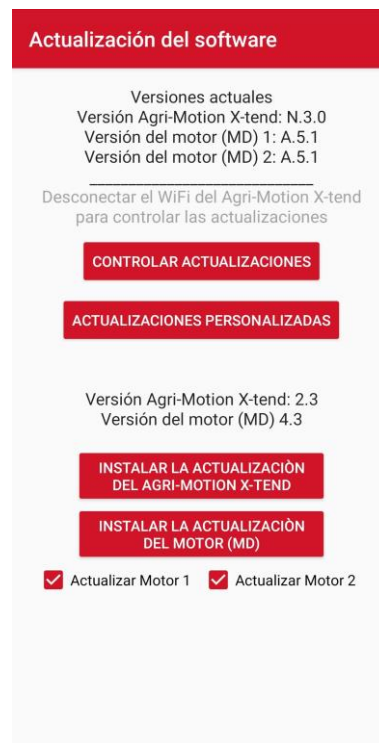 Actualización del software
Versiones actuales
Versión Agri-Motion X-tend: N.3.0
Versión del motor (MD) 1: A.5.1
Versión del motor (MD) 2: A.5.1
Desconectar el WiFi del Agri-Motion X-tend
para controlar las actualizaciones
CONTROLAR ACTUALIZACIONES
ACTUALIZACIONES PERSONALIZADAS
Versión Agri-Motion X-tend: 2.3
Versión del motor (MD) 4.3
INSTALAR LA ACTUALIZACIÒN
DEL AGRI-MOTION X-TEND
INSTALAR LA ACTUALIZACIÒN
DEL MOTOR (MD)
Actualizar Motor 1 Actualizar Motor 2